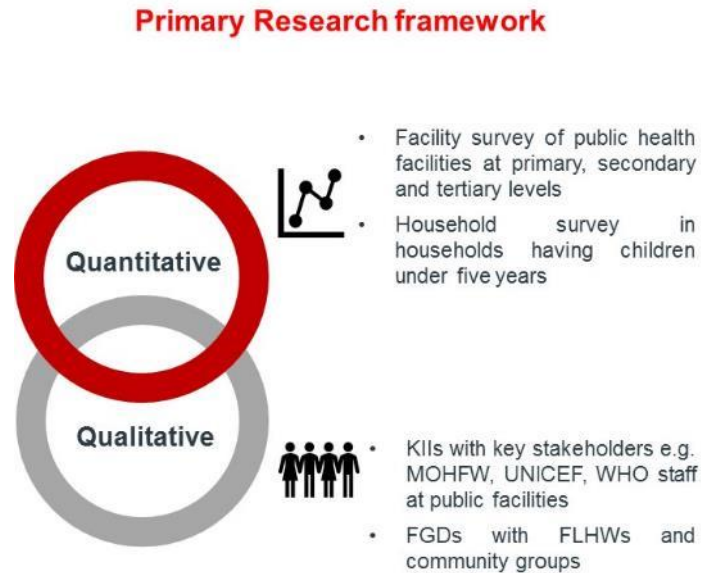 Primary Research framework
Quantitative
• Facility survey of public health
facilities at primary, secondary
and tertiary levels
• Household survey in
households having children
under five years
Qualitative
• KIIs with key stakeholders e.g.
MOHFW, UNICEF, WHO staff
at public facilities
• FGDs with FLHWs and
community groups